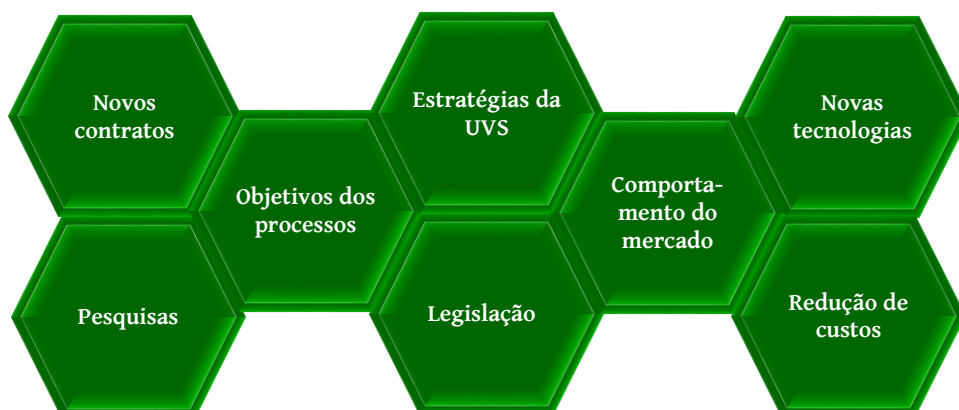 Novos
contratos
Estratégias da
UVS
Novas
tecnologias
Objetivos dos
processos
Comporta-
mento do
mercado
Pesquisas
Legislação
Redução de
custos